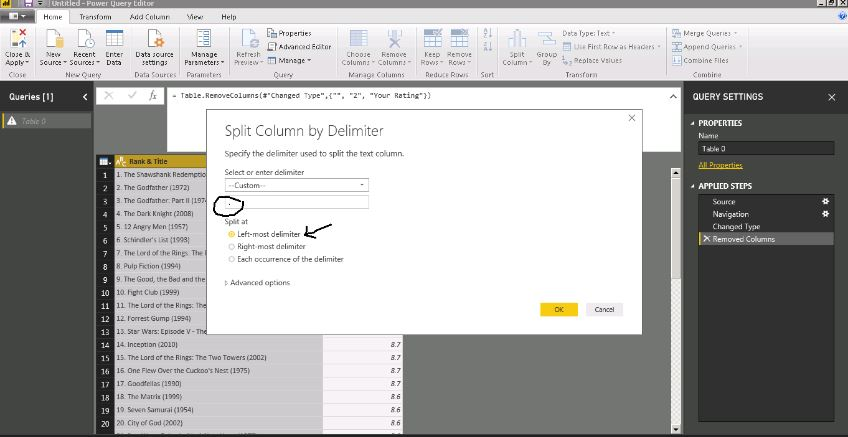 Untitled - Power Query Editor
Home Transform Add Column View Help
Close & Apply New Source Recent Sources Enter Data Data source settings Manage Parameters Refresh Preview Properties Advanced Editor Manage Choose Columns Remove Columns Keep Rows Remove Rows Split Column Group By Data Type: Text Use First Row as Headers Replace Values Merge Queries Append Queries Combine Files
Close New Query Data Sources Parameters Query Manage Columns Reduce Rows Sort Transform Combine
Queries [1]
Table 0
fx = Table.RemoveColumns(#"Changed Type",{"", "2", "Your Rating"})
Rank & Title
1 1. The Shawshank Redemptio
2 2. The Godfather (1972)
3 3. The Godfather: Part II (197
4 4. The Dark Knight (2008)
5 5. 12 Angry Men (1957)
6 6. Schindler's List (1993)
7 7. The Lord of the Rings: The
8 8. Pulp Fiction (1994)
9 9. The Good, the Bad and the
10 10. Fight Club (1999)
11 11. The Lord of the Rings: The
12 12. Forrest Gump (1994)
13 13. Star Wars: Episode V - The
14 14. Inception (2010) 8.7
15 15. The Lord of the Rings: The Two Towers (2002) 8.7
16 16. One Flew Over the Cuckoo's Nest (1975) 8.7
17 17. Goodfellas (1990) 8.7
18 18. The Matrix (1999) 8.6
19 19. Seven Samurai (1954) 8.6
20 20. City of God (2002) 8.6
Split Column by Delimiter
Specify the delimiter used to split the text column.
Select or enter delimiter
--Custom--
.
Split at
Left-most delimiter
Right-most delimiter
Each occurrence of the delimiter
Advanced options
OK Cancel
QUERY SETTINGS
PROPERTIES
Name
Table 0
All Properties
APPLIED STEPS
Source
Navigation
Changed Type
Removed Columns